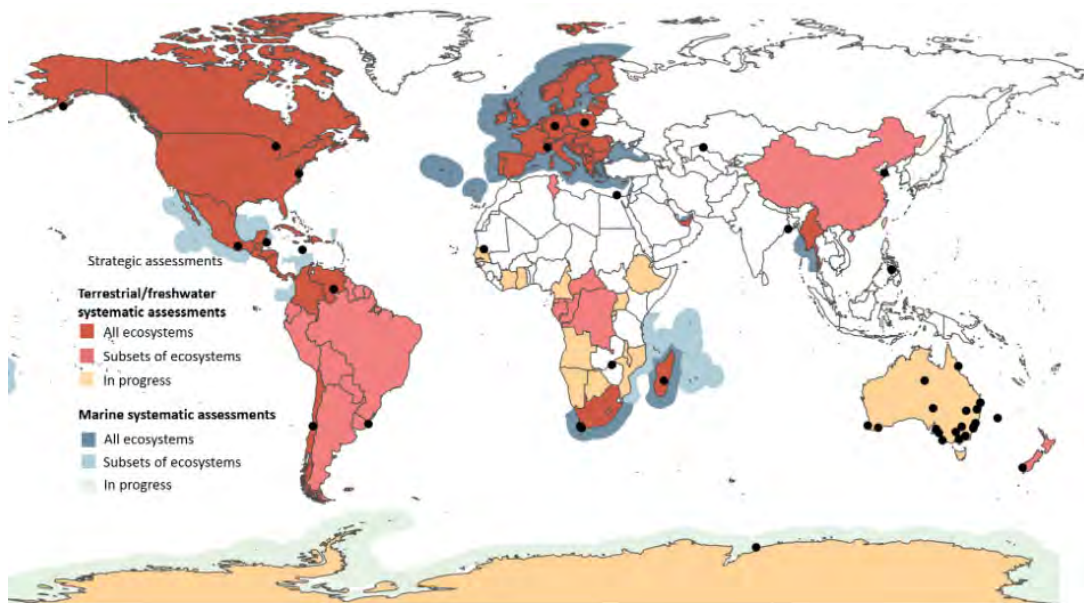 Strategic assessments
Terrestrial/freshwater
systematic assessments
All ecosystems
Subsets of ecosystems
In progress
Marine systematic assessments
All ecosystems
Subsets of ecosystems
In progress